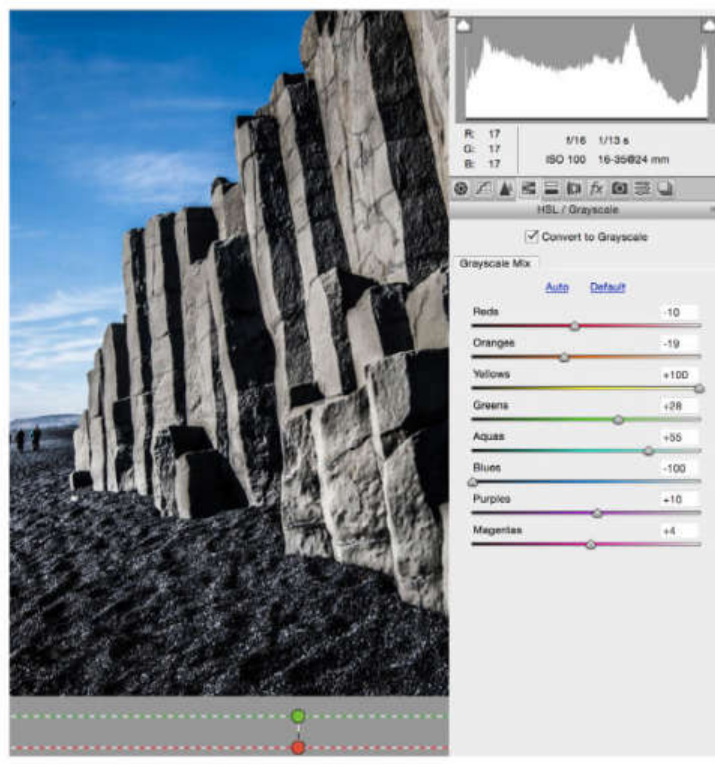 R: 17
G: 17
B: 17
f/16 1/13 s
ISO 100 16-35@24 mm
fx
HSL / Grayscale
Convert to Grayscale
Grayscale Mix
Auto Default
Reds -10
Oranges -19
Yellows +100
Greens +28
Aquas +55
Blues -100
Purples +10
Magentas +4